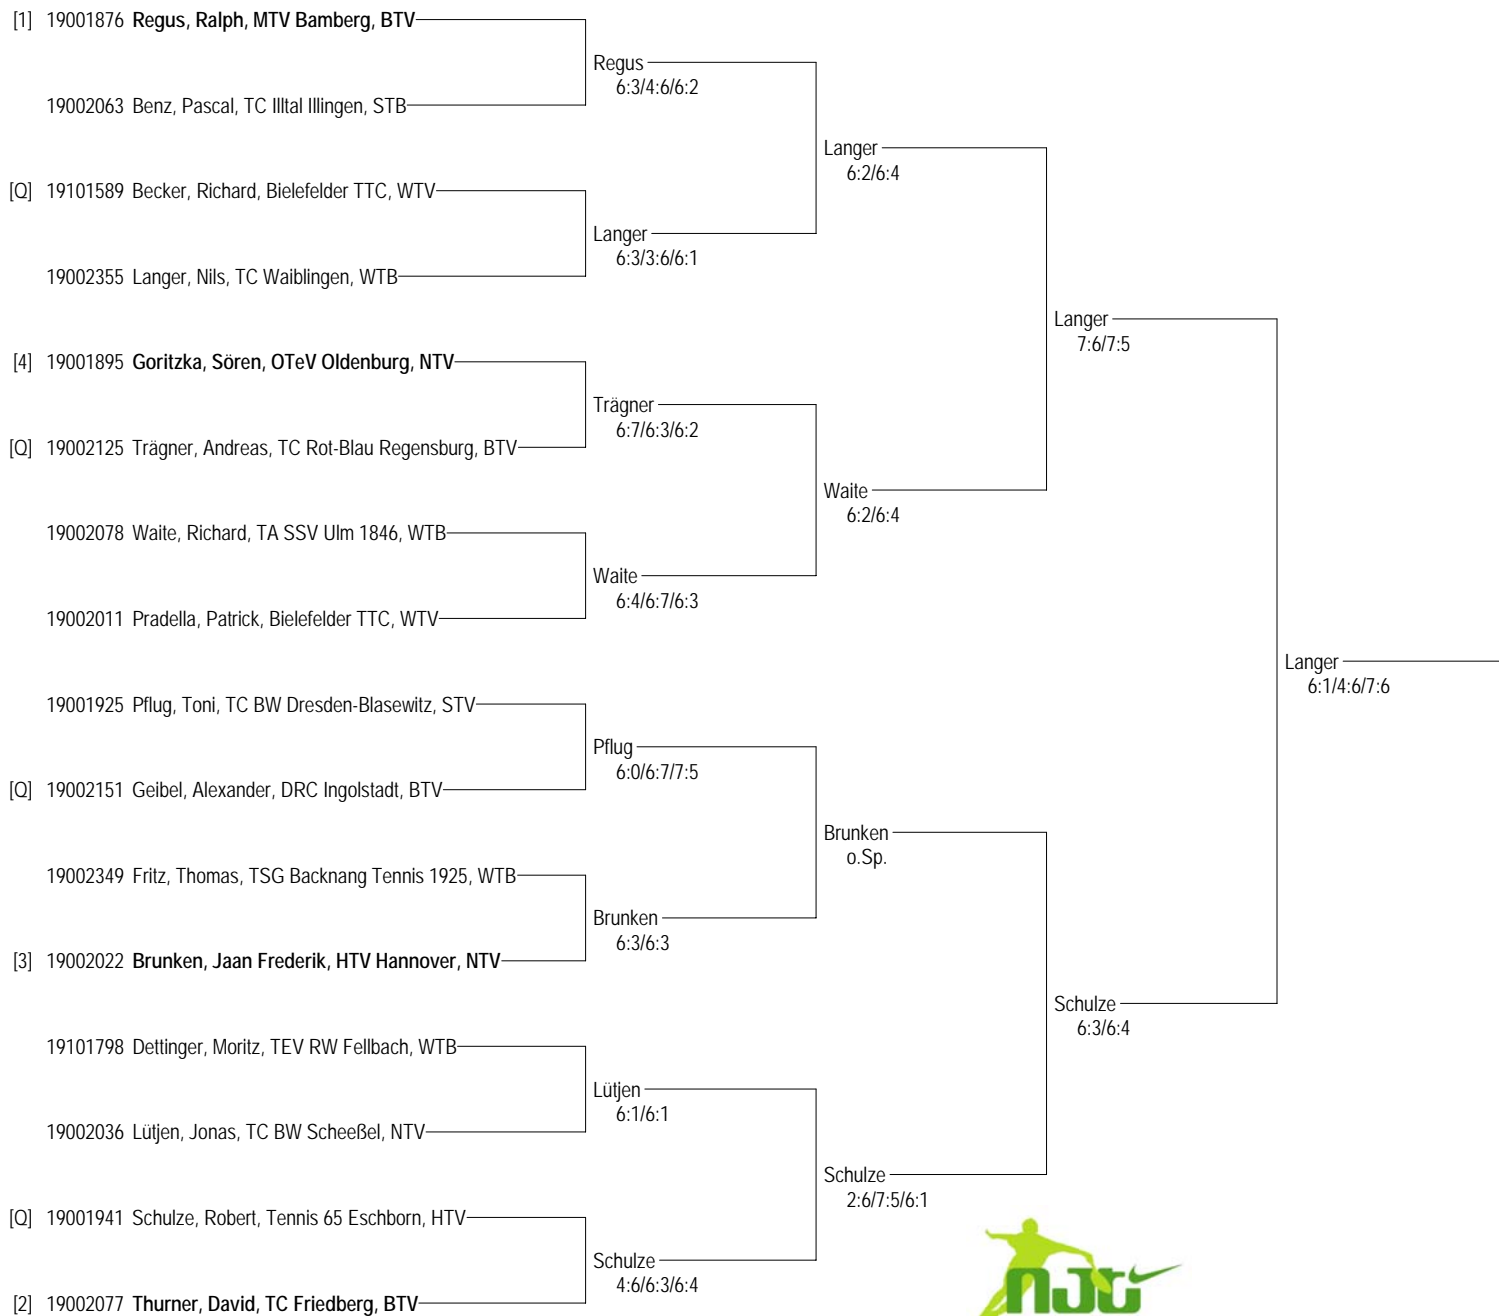 [1] 19001876 Regus, Ralph, MTV Bamberg, BTV
Regus
6:3/4:6/6:2
19002063 Benz, Pascal, TC Illtal Illingen, STB
Langer
6:2/6:4
[Q] 19101589 Becker, Richard, Bielefelder TTC, WTV
Langer
6:3/3:6/6:1
19002355 Langer, Nils, TC Waiblingen, WTB
Langer
7:6/7:5
[4] 19001895 Goritzka, Sören, OTeV Oldenburg, NTV
Trägner
6:7/6:3/6:2
[Q] 19002125 Trägner, Andreas, TC Rot-Blau Regensburg, BTV
Waite
6:2/6:4
19002078 Waite, Richard, TA SSV Ulm 1846, WTB
Waite
6:4/6:7/6:3
19002011 Pradella, Patrick, Bielefelder TTC, WTV
Langer
6:1/4:6/7:6
19001925 Pflug, Toni, TC BW Dresden-Blasewitz, STV
Pflug
6:0/6:7/7:5
[Q] 19002151 Geibel, Alexander, DRC Ingolstadt, BTV
Brunken
o.Sp.
19002349 Fritz, Thomas, TSG Backnang Tennis 1925, WTB
Brunken
6:3/6:3
[3] 19002022 Brunken, Jaan Frederik, HTV Hannover, NTV
Schulze
6:3/6:4
19101798 Dettinger, Moritz, TEV RW Fellbach, WTB
Lütjen
6:1/6:1
19002036 Lütjen, Jonas, TC BW Scheeßel, NTV
Schulze
2:6/7:5/6:1
[Q] 19001941 Schulze, Robert, Tennis 65 Eschborn, HTV
Schulze
4:6/6:3/6:4
[2] 19002077 Thurner, David, TC Friedberg, BTV
njt